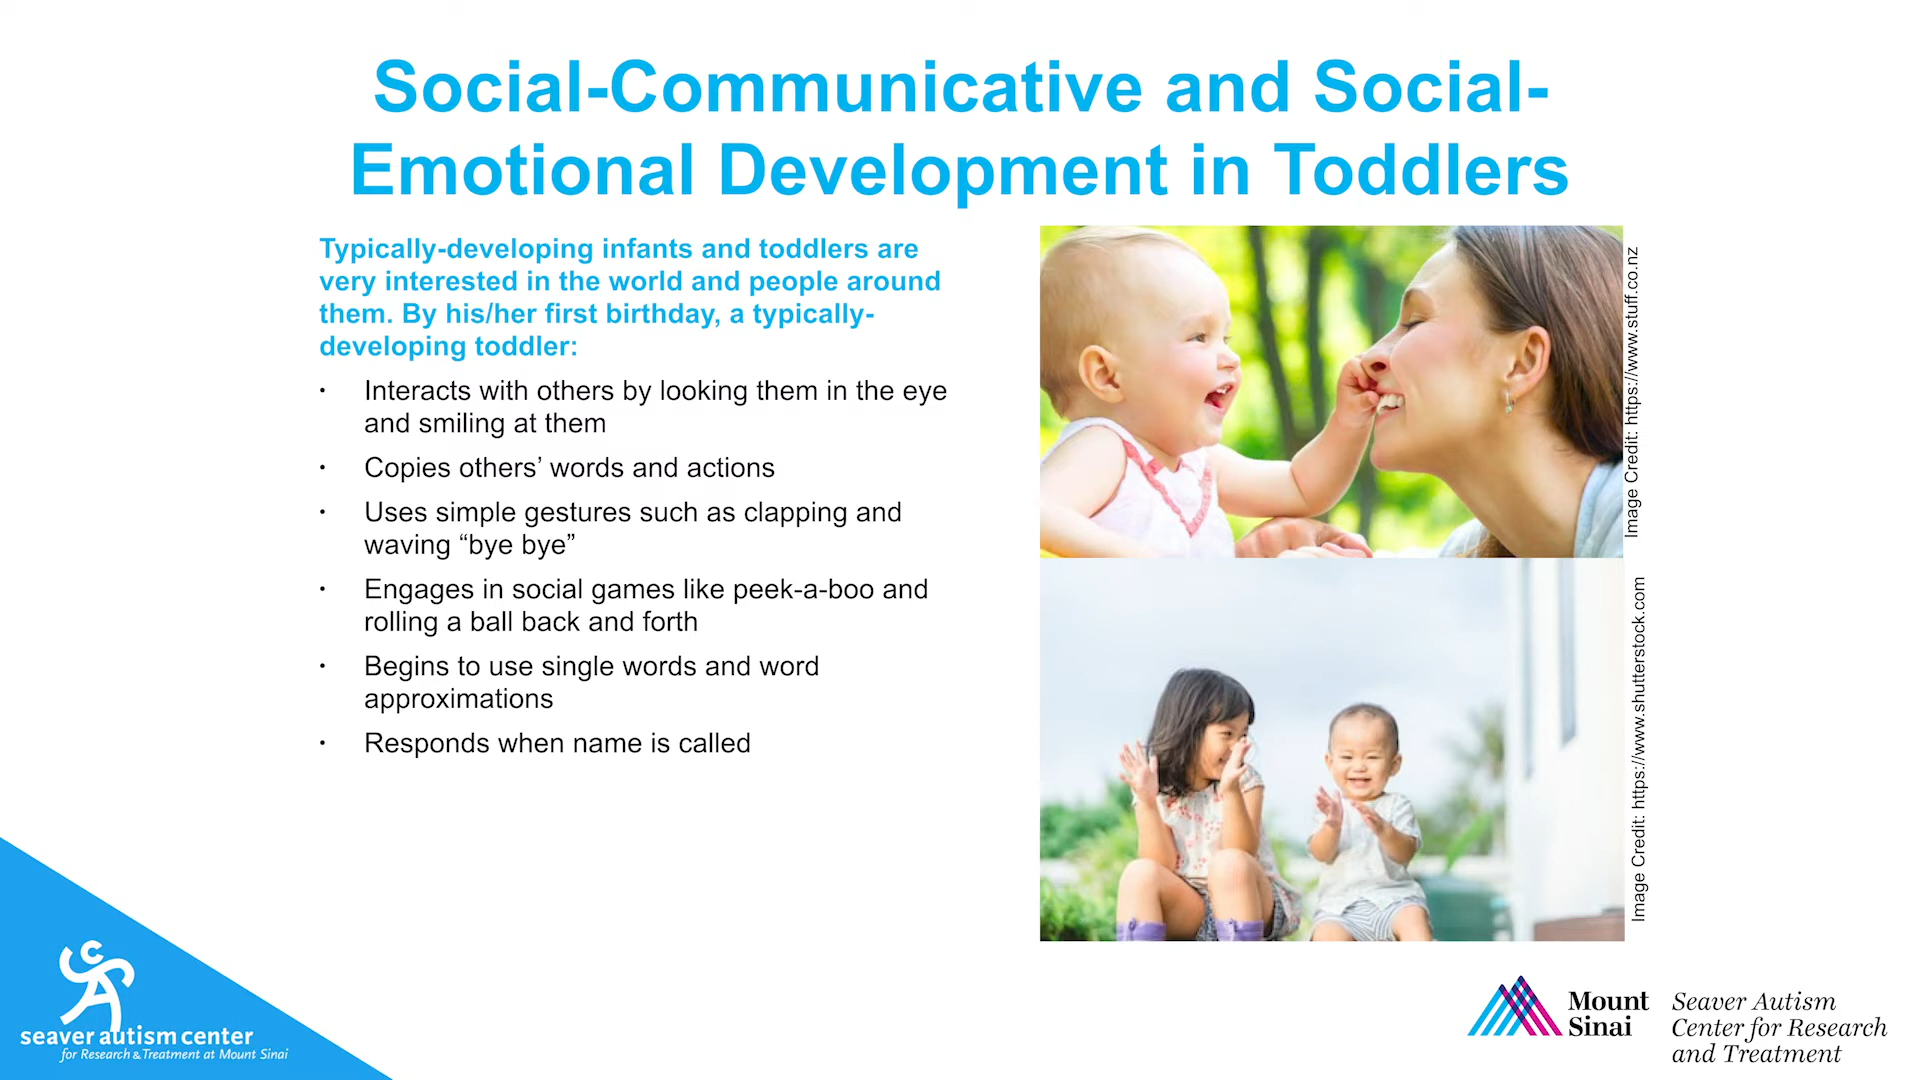 Social-Communicative and Social-
Emotional Development in Toddlers
Typically-developing infants and toddlers are
very interested in the world and people around
them. By his/her first birthday, a typically-
developing toddler:
· Interacts with others by looking them in the eye
and smiling at them
· Copies others’ words and actions
· Uses simple gestures such as clapping and
waving “bye bye”
· Engages in social games like peek-a-boo and
rolling a ball back and forth
· Begins to use single words and word
approximations
· Responds when name is called
Image Credit: https://www.stuff.co.nz
Image Credit: https://www.shutterstock.com
seaver autism center
for Research & Treatment at Mount Sinai
Mount
Sinai
Seaver Autism
Center for Research
and Treatment